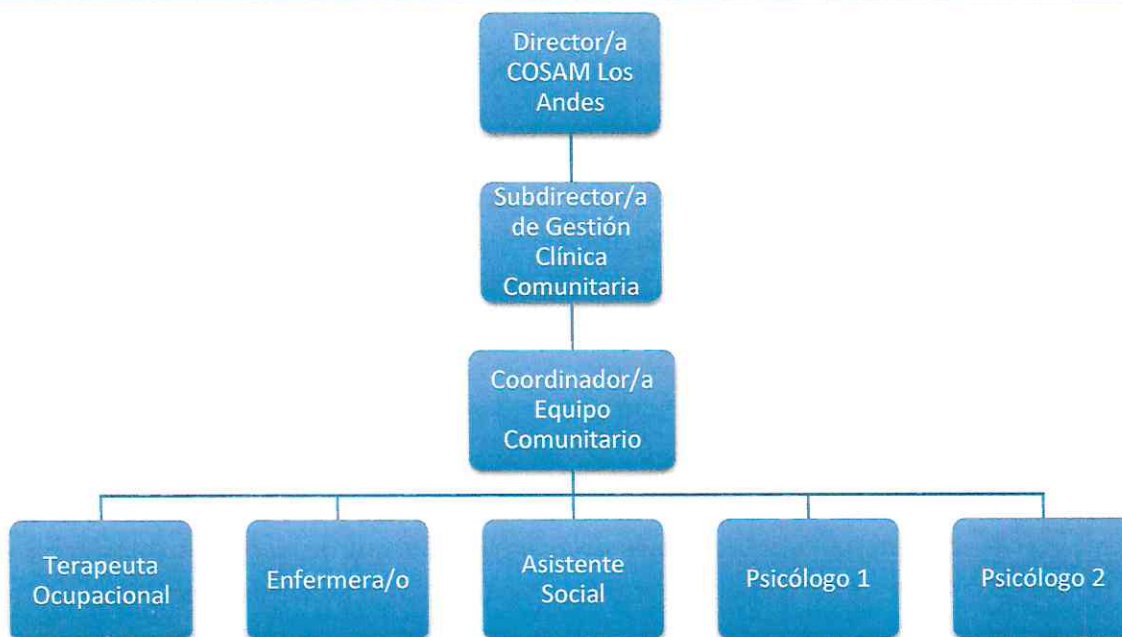 Director/a
COSAM Los
Andes
Subdirector/a
de Gestión
Clínica
Comunitaria
Coordinador/a
Equipo
Comunitario
Terapeuta
Ocupacional
Enfermera/o
Asistente
Social
Psicólogo 1
Psicólogo 2